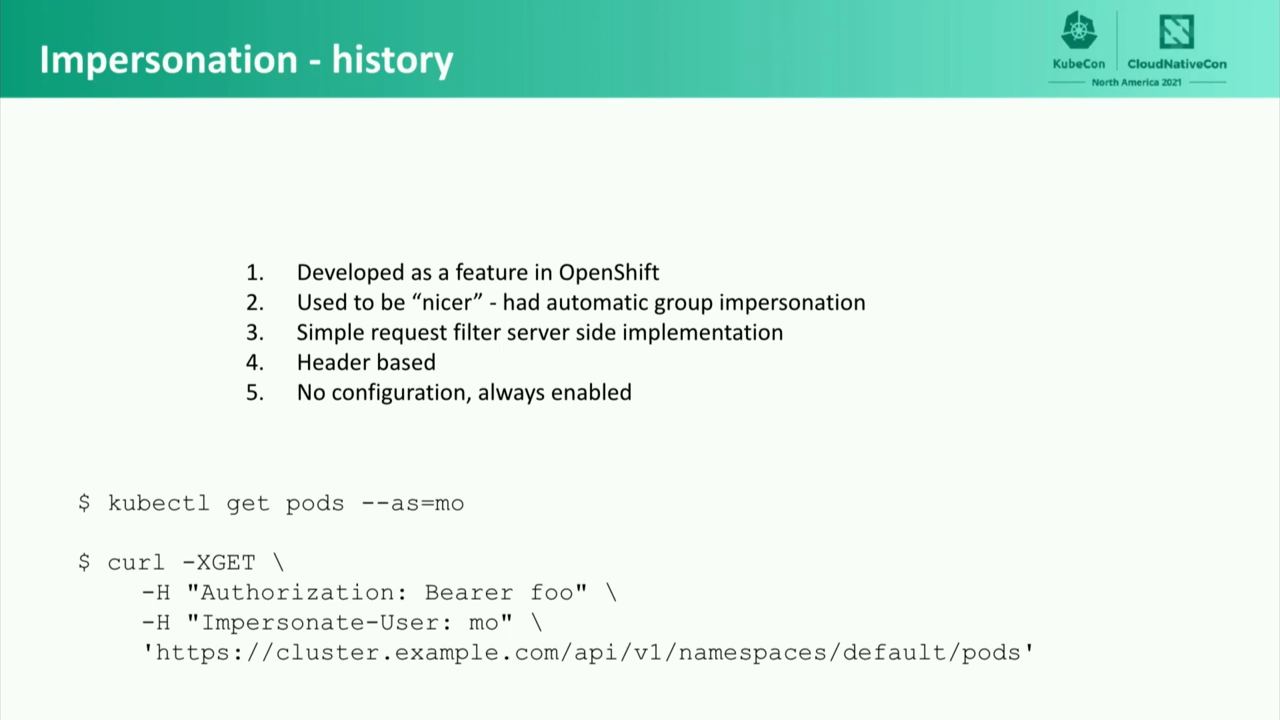 Impersonation - history
KubeCon
CloudNativeCon
North America 2021
1. Developed as a feature in OpenShift
2. Used to be “nicer” - had automatic group impersonation
3. Simple request filter server side implementation
4. Header based
5. No configuration, always enabled
$ kubectl get pods --as=mo
$ curl -XGET \
-H "Authorization: Bearer foo" \
-H "Impersonate-User: mo" \
'https://cluster.example.com/api/v1/namespaces/default/pods'